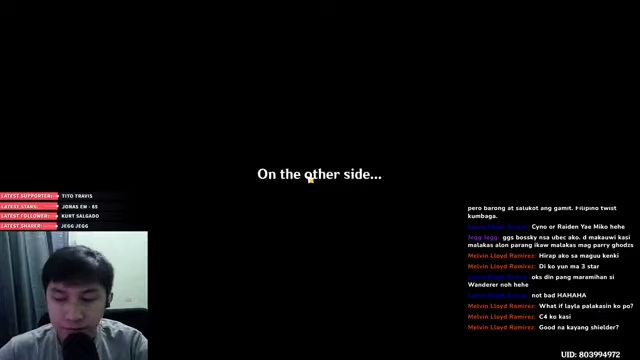 On the other side...
LATEST SUPPORTER: TITO TRAVIS
LATEST STARS: JONAS EM - 65
LATEST FOLLOWER: KURT SALGADO
LATEST SHARER: JEGG JEGG
pero barong at salukot ang gamit. Filipino twist
kumbaga.
Cyno or Raiden Yae Miko hehe
Jegg Jegg: ggs bossky nsa ubec ako. d makauwi kasi
malakas alon parang ikaw malakas mag parry ghodzs
Melvin Lloyd Ramirez: Hirap ako sa maguu kenki
Melvin Lloyd Ramirez: Di ko yun ma 3 star
oks din pang maramihan si
Wanderer noh hehe
not bad HAHAHA
Melvin Lloyd Ramirez: What if layla palakasin ko po?
Melvin Lloyd Ramirez: C4 ko kasi
Melvin Lloyd Ramirez: Good na kayang shielder?
UID: 803994972